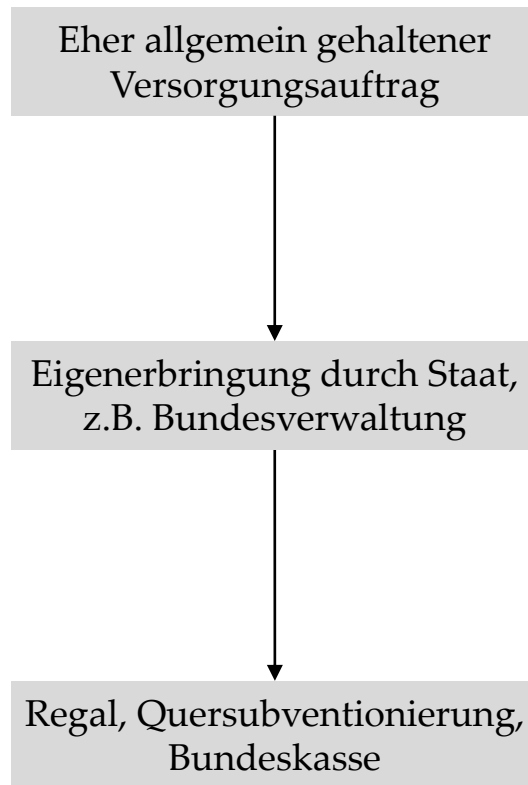 Eher allgemein gehaltener
Versorgungsauftrag
Eigenerbringung durch Staat,
z.B. Bundesverwaltung
Regal, Quersubventionierung,
Bundeskasse